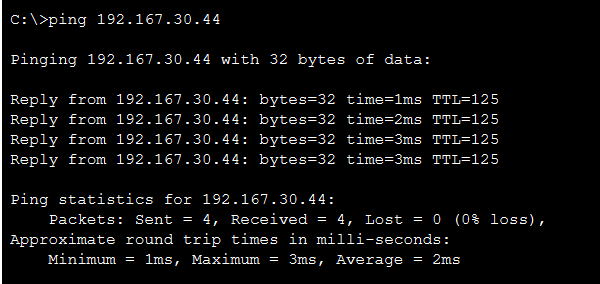 C:\>ping 192.167.30.44
Pinging 192.167.30.44 with 32 bytes of data:
Reply from 192.167.30.44: bytes=32 time=1ms TTL=125
Reply from 192.167.30.44: bytes=32 time=2ms TTL=125
Reply from 192.167.30.44: bytes=32 time=3ms TTL=125
Reply from 192.167.30.44: bytes=32 time=3ms TTL=125
Ping statistics for 192.167.30.44:
    Packets: Sent = 4, Received = 4, Lost = 0 (0% loss),
Approximate round trip times in milli-seconds:
    Minimum = 1ms, Maximum = 3ms, Average = 2ms